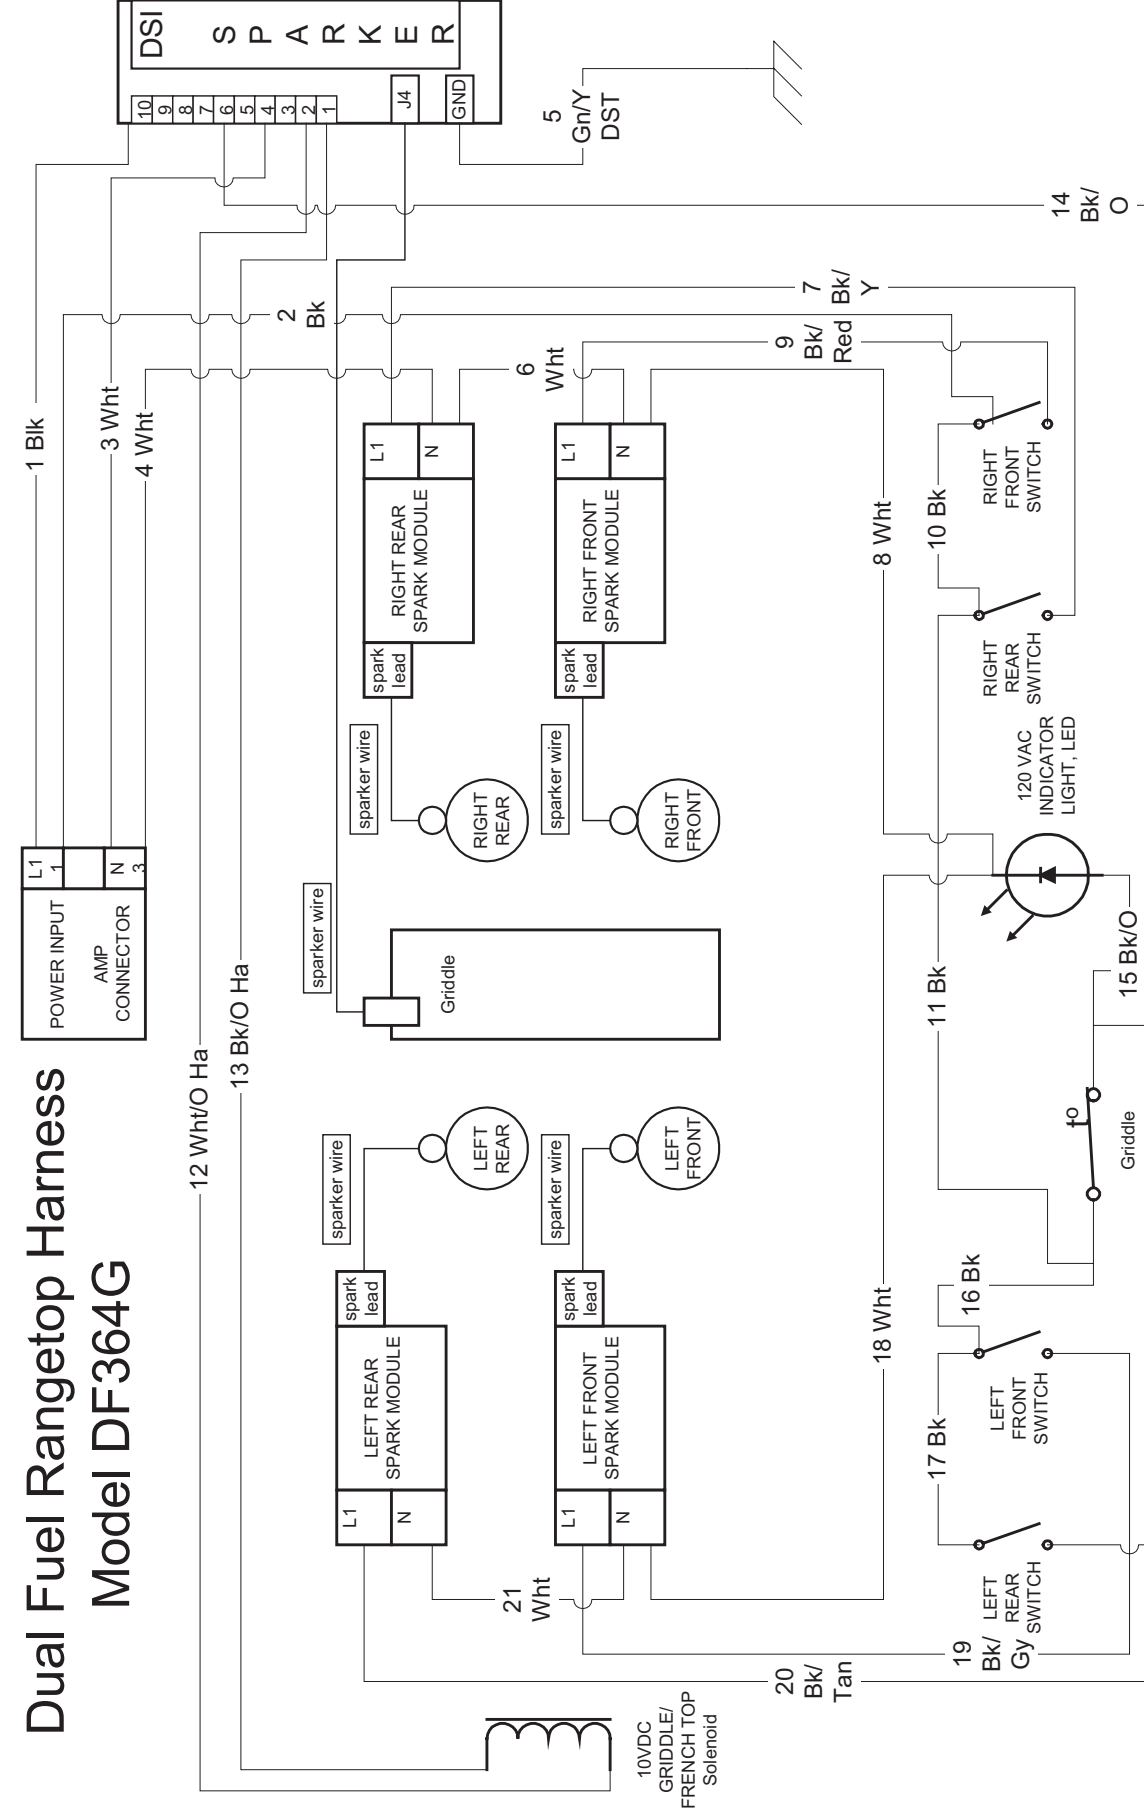 Dual Fuel Rangetop Harness
Model DF364G
POWER INPUT
AMP
CONNECTOR
L1
1
N
3
1 Blk
3 Wht
4 Wht
2
Bk
12 Wht/O Ha
13 Bk/O Ha
DSI
SPARKER
10
9
8
7
6
5
4
3
2
1
J4
GND
5
Gn/Y
DST
14
Bk/
O
7
Bk/
Y
9
Bk/
Red
6
Wht
8 Wht
10 Bk
11 Bk
L1
N
RIGHT REAR
SPARK MODULE
spark
lead
sparker wire
RIGHT
REAR
L1
N
RIGHT FRONT
SPARK MODULE
spark
lead
sparker wire
RIGHT
FRONT
sparker wire
Griddle
LEFT
REAR
sparker wire
spark
lead
LEFT REAR
SPARK MODULE
L1
N
LEFT
FRONT
sparker wire
spark
lead
LEFT FRONT
SPARK MODULE
L1
N
21
Wht
18 Wht
20
Bk/
Tan
19
Bk/
Gy
17 Bk
16 Bk
15 Bk/O
RIGHT
FRONT
SWITCH
RIGHT
REAR
SWITCH
120 VAC
INDICATOR
LIGHT, LED
to
Griddle
LEFT
FRONT
SWITCH
LEFT
REAR
SWITCH
10VDC
GRIDDLE/
FRENCH TOP
Solenoid